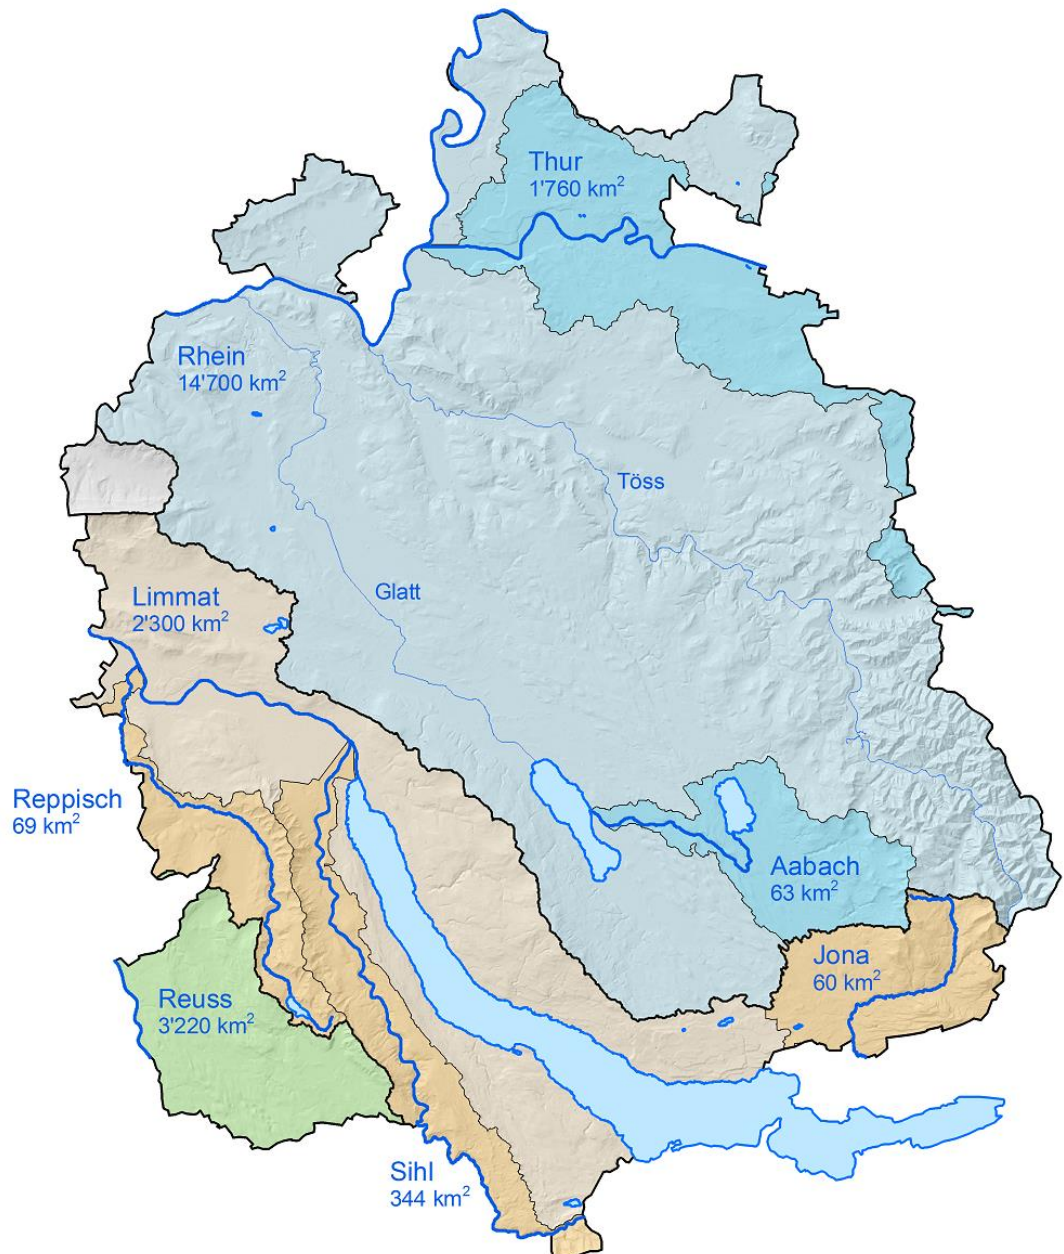 Thur
1'760 km²
Rhein
14'700 km²
Töss
Glatt
Limmat
2'300 km²
Reppisch
69 km²
Aabach
63 km²
Jona
60 km²
Reuss
3'220 km²
Sihl
344 km²